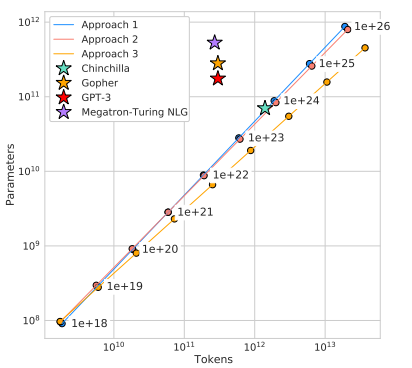 10¹²
10¹¹
10¹⁰
10⁹
10⁸
Parameters
Approach 1
Approach 2
Approach 3
Chinchilla
Gopher
GPT-3
Megatron-Turing NLG
1e+26
1e+25
1e+24
1e+23
1e+22
1e+21
1e+20
1e+19
1e+18
10¹⁰
10¹¹
10¹²
10¹³
Tokens